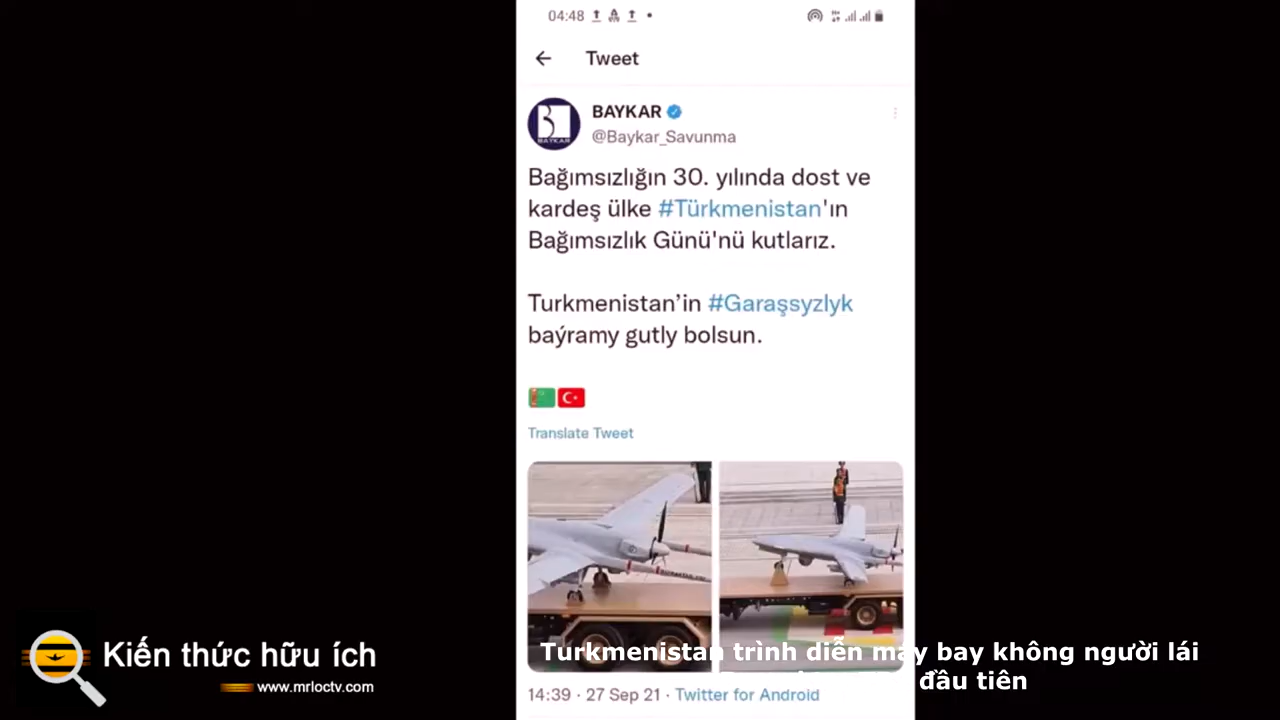 04:48
Tweet
BAYKAR
@Baykar_Savunma
Bağımsızlığın 30. yılında dost ve
kardeş ülke #Türkmenistan'ın
Bağımsızlık Günü'nü kutlarız.
Turkmenistan’in #Garaşsyzlyk
baýramy gutly bolsun.
Translate Tweet
Kiến thức hữu ích
www.mrloctv.com
Turkmenistan trình diễn máy bay không người lái
đầu tiên
14:39 · 27 Sep 21 · Twitter for Android